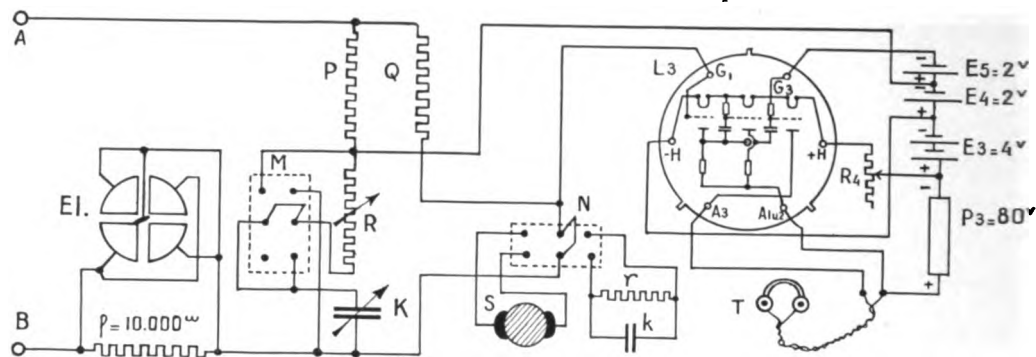 A
P
Q
L3
G1
G3
- 
E5=2v
+
-
E4=2v
+
-
E3=4v
+
-
M
-H
+H
R4
El.
R
N
A3
A1u2
P3=80v
+
B
ρ=10.000ω
K
S
r
k
T